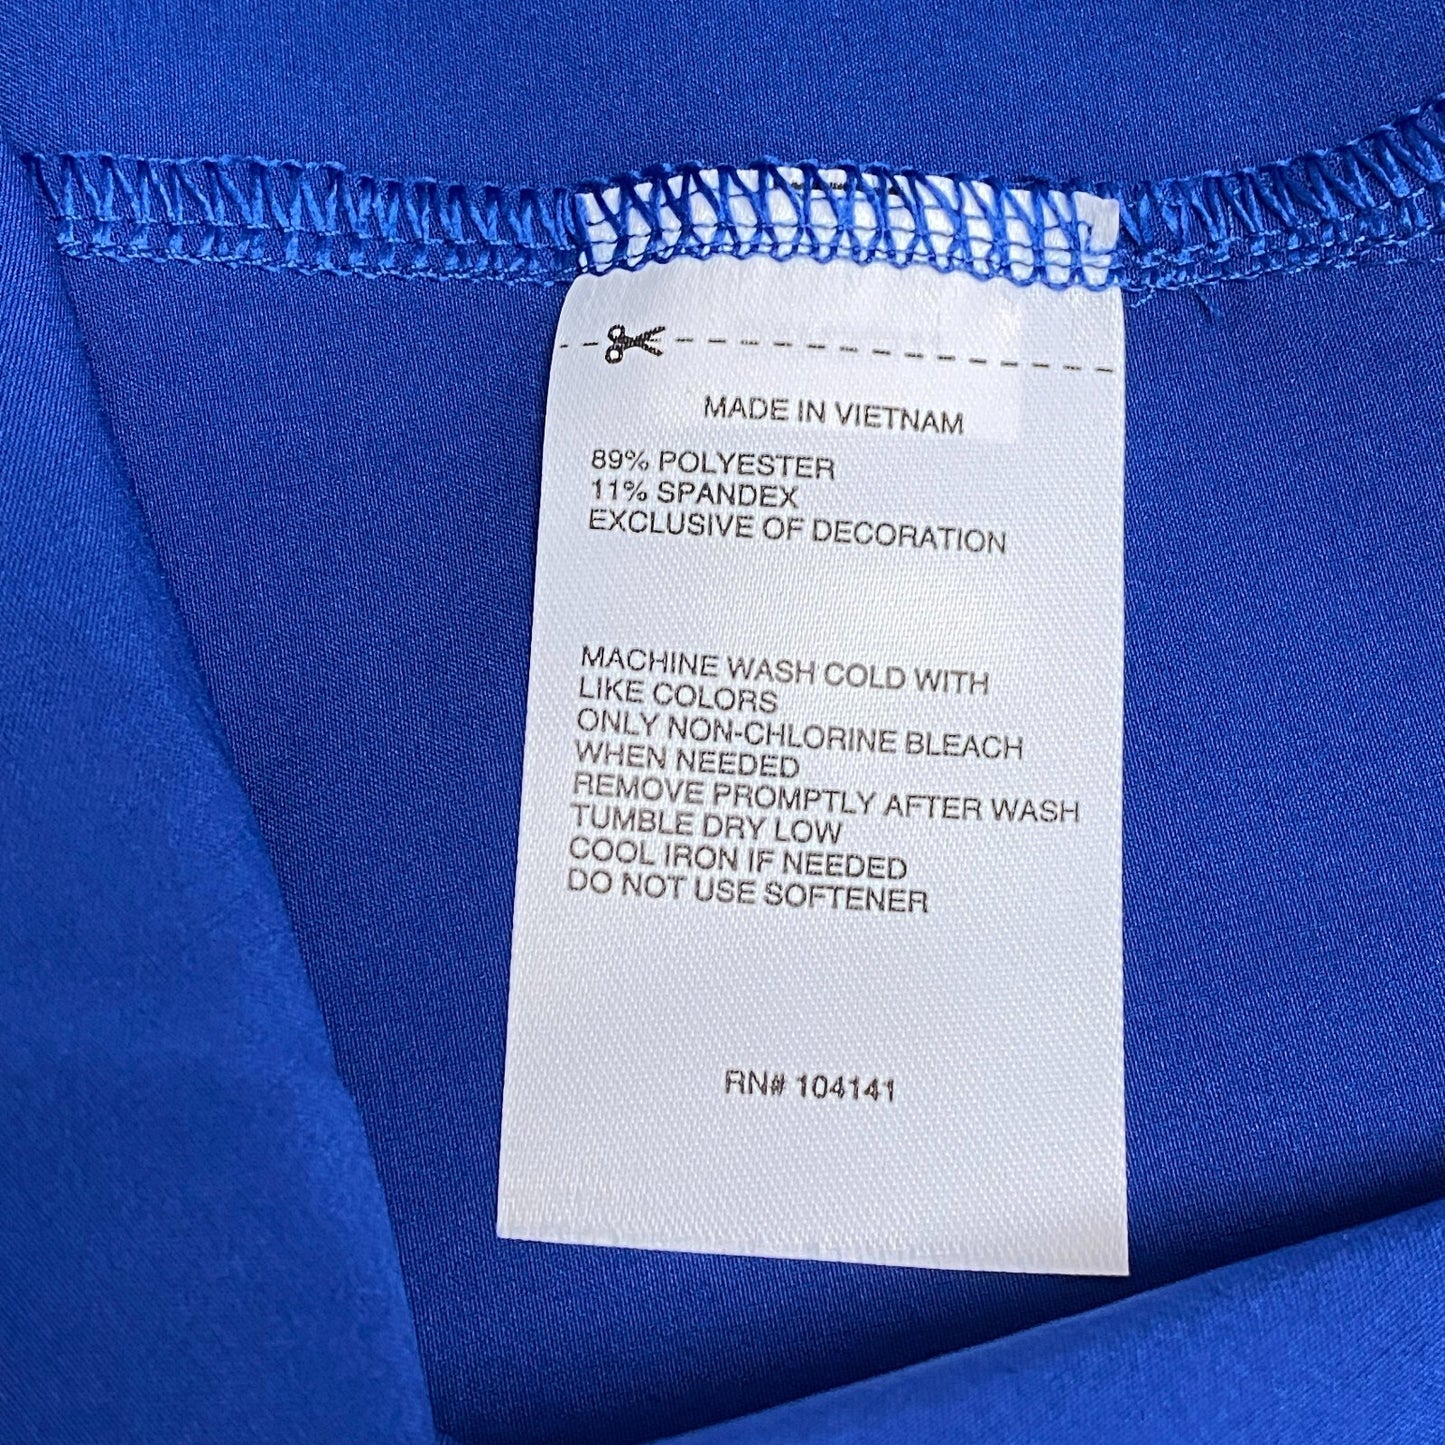 MADE IN VIETNAM
89% POLYESTER
11% SPANDEX
EXCLUSIVE OF DECORATION
MACHINE WASH COLD WITH
LIKE COLORS
ONLY NON-CHLORINE BLEACH
WHEN NEEDED
REMOVE PROMPTLY AFTER WASH
TUMBLE DRY LOW
COOL IRON IF NEEDED
DO NOT USE SOFTENER
RN# 104141